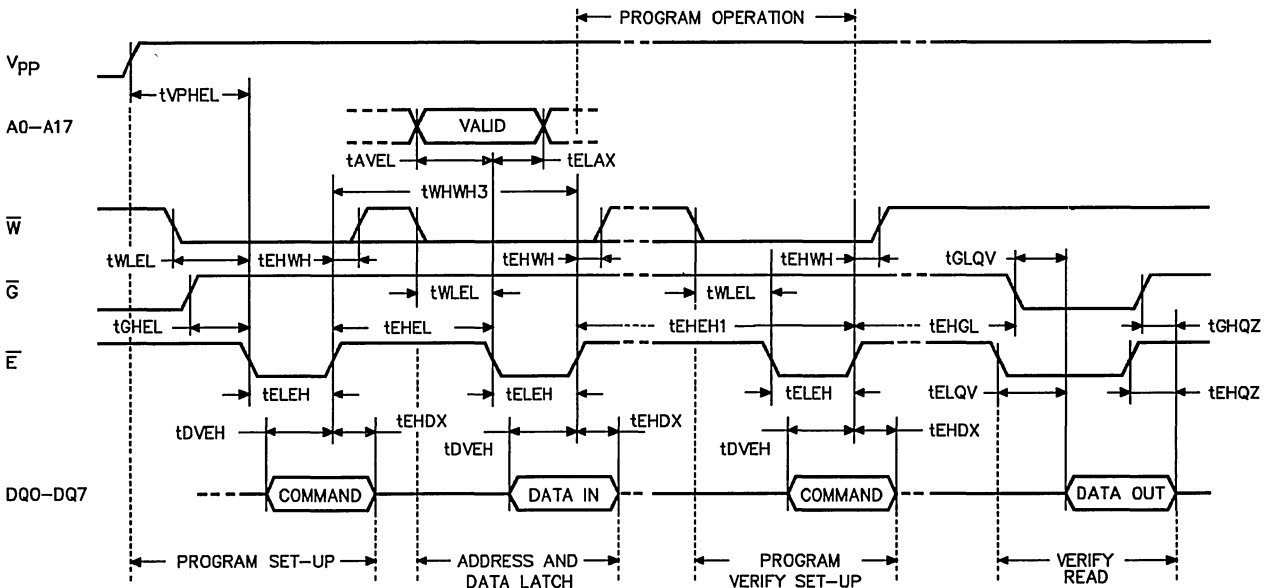 PROGRAM OPERATION
VPP
tVPHEL
A0-A17
VALID
tAVEL
tELAX
tWHWH3
W
tWLEL
tEHWH
tEHWH
tEHWH
tGLQV
G
tWLEL
tWLEL
tGHEL
tEHEL
tEHEH1
tEHGL
tGHQZ
E
tELEH
tELEH
tELEH
tELQV
tEHQZ
tDVEH
tEHDX
tDVEH
tEHDX
tDVEH
tEHDX
DQ0-DQ7
COMMAND
DATA IN
COMMAND
DATA OUT
PROGRAM SET-UP
ADDRESS AND
DATA LATCH
PROGRAM
VERIFY SET-UP
VERIFY
READ